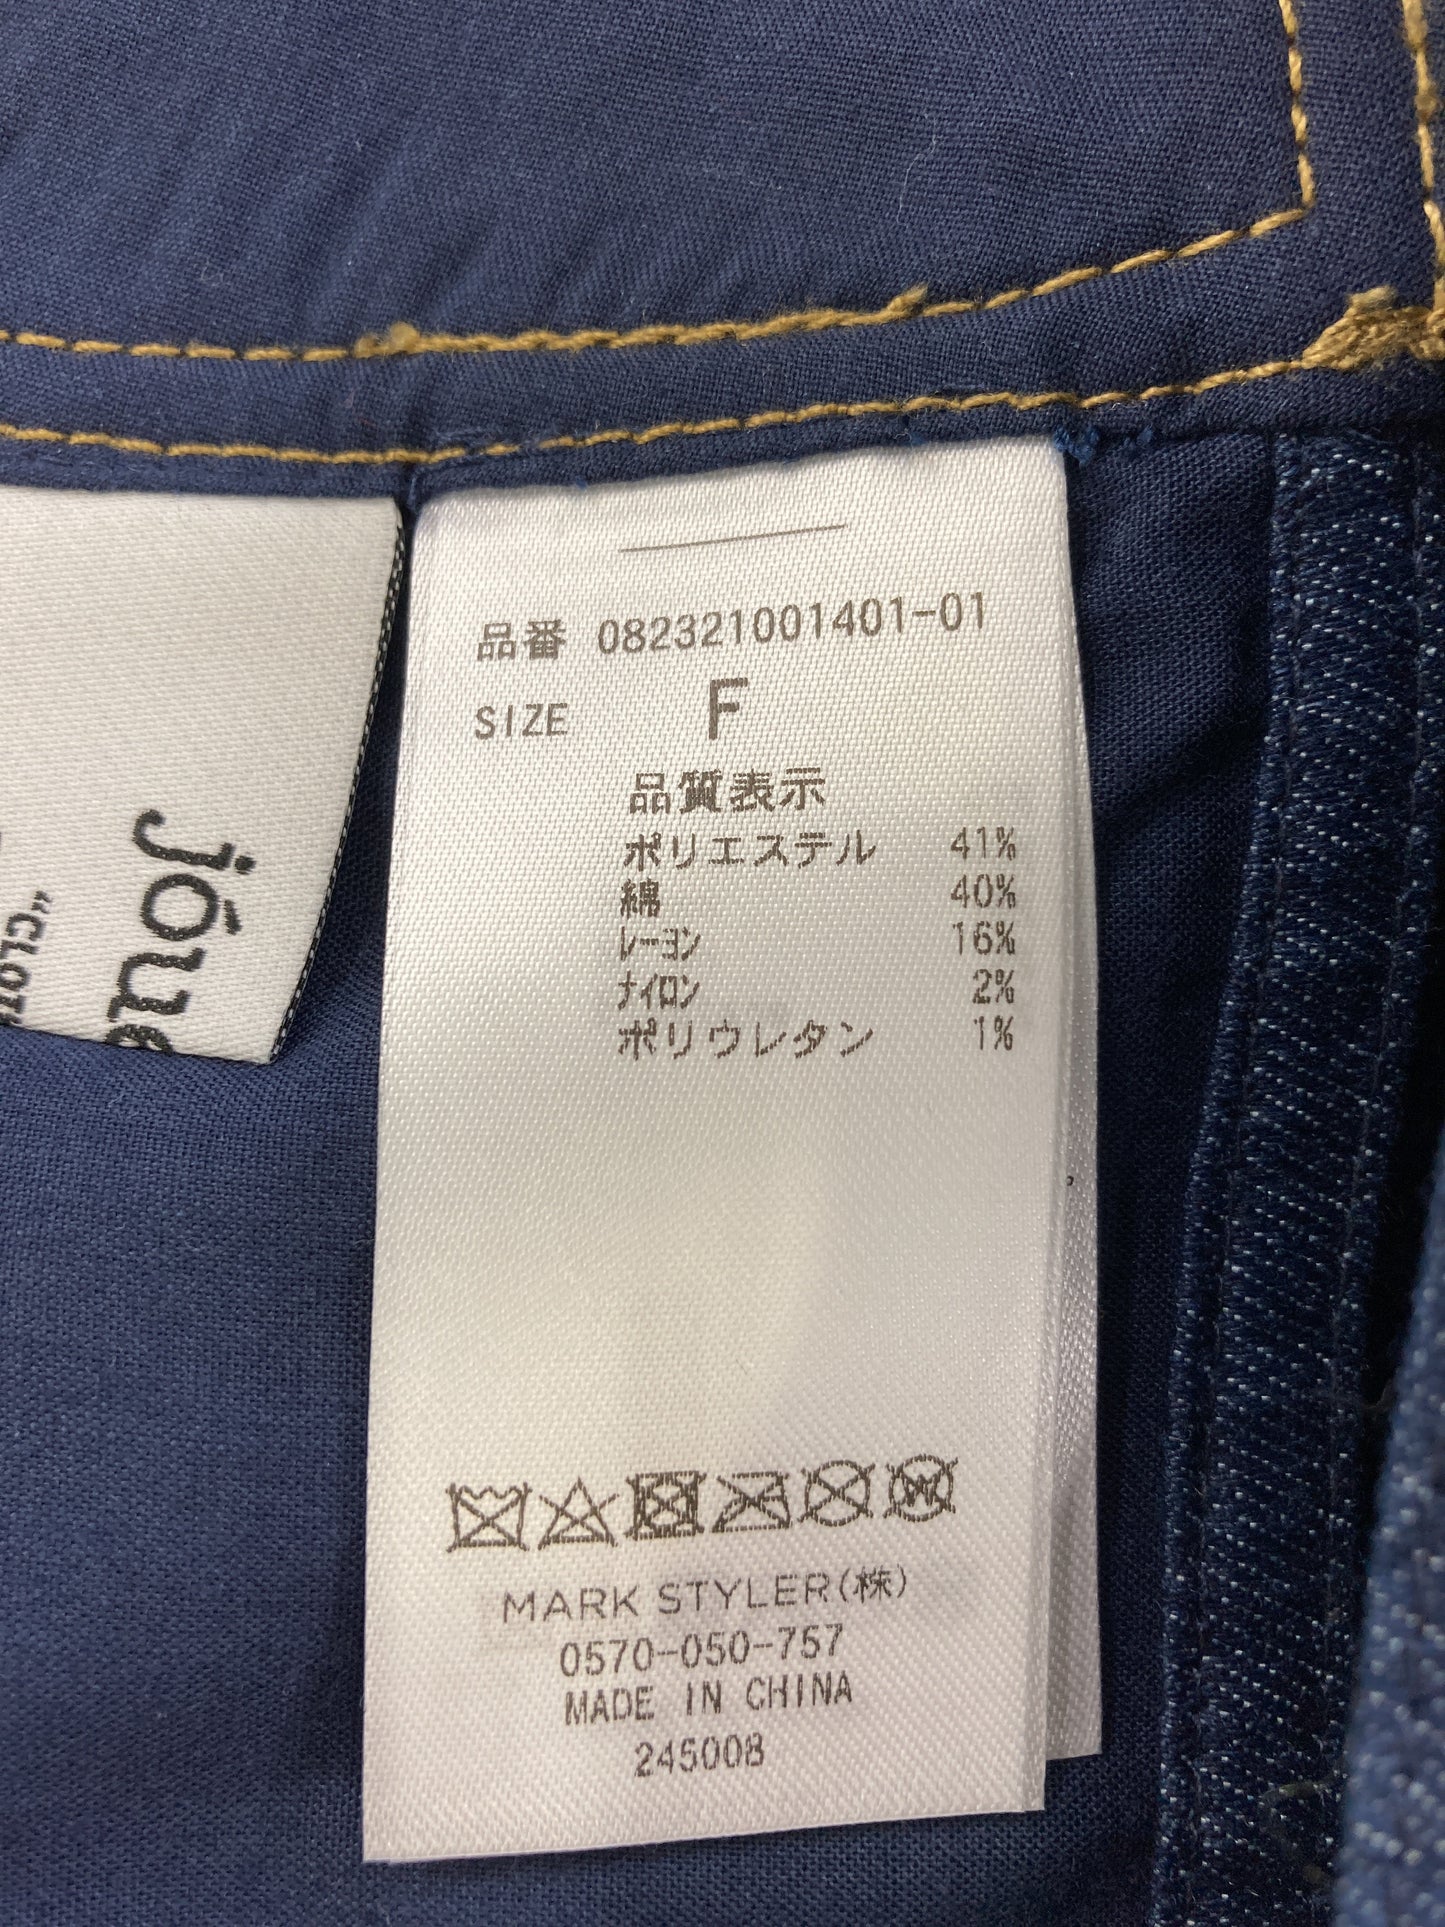 品番 082321001401-01
SIZE F
品質表示
ポリエステル 41%
綿 40%
レーヨン 16%
ナイロン 2%
ポリウレタン 1%
W
MARK STYLER(株)
0570-050-757
MADE IN CHINA
245008